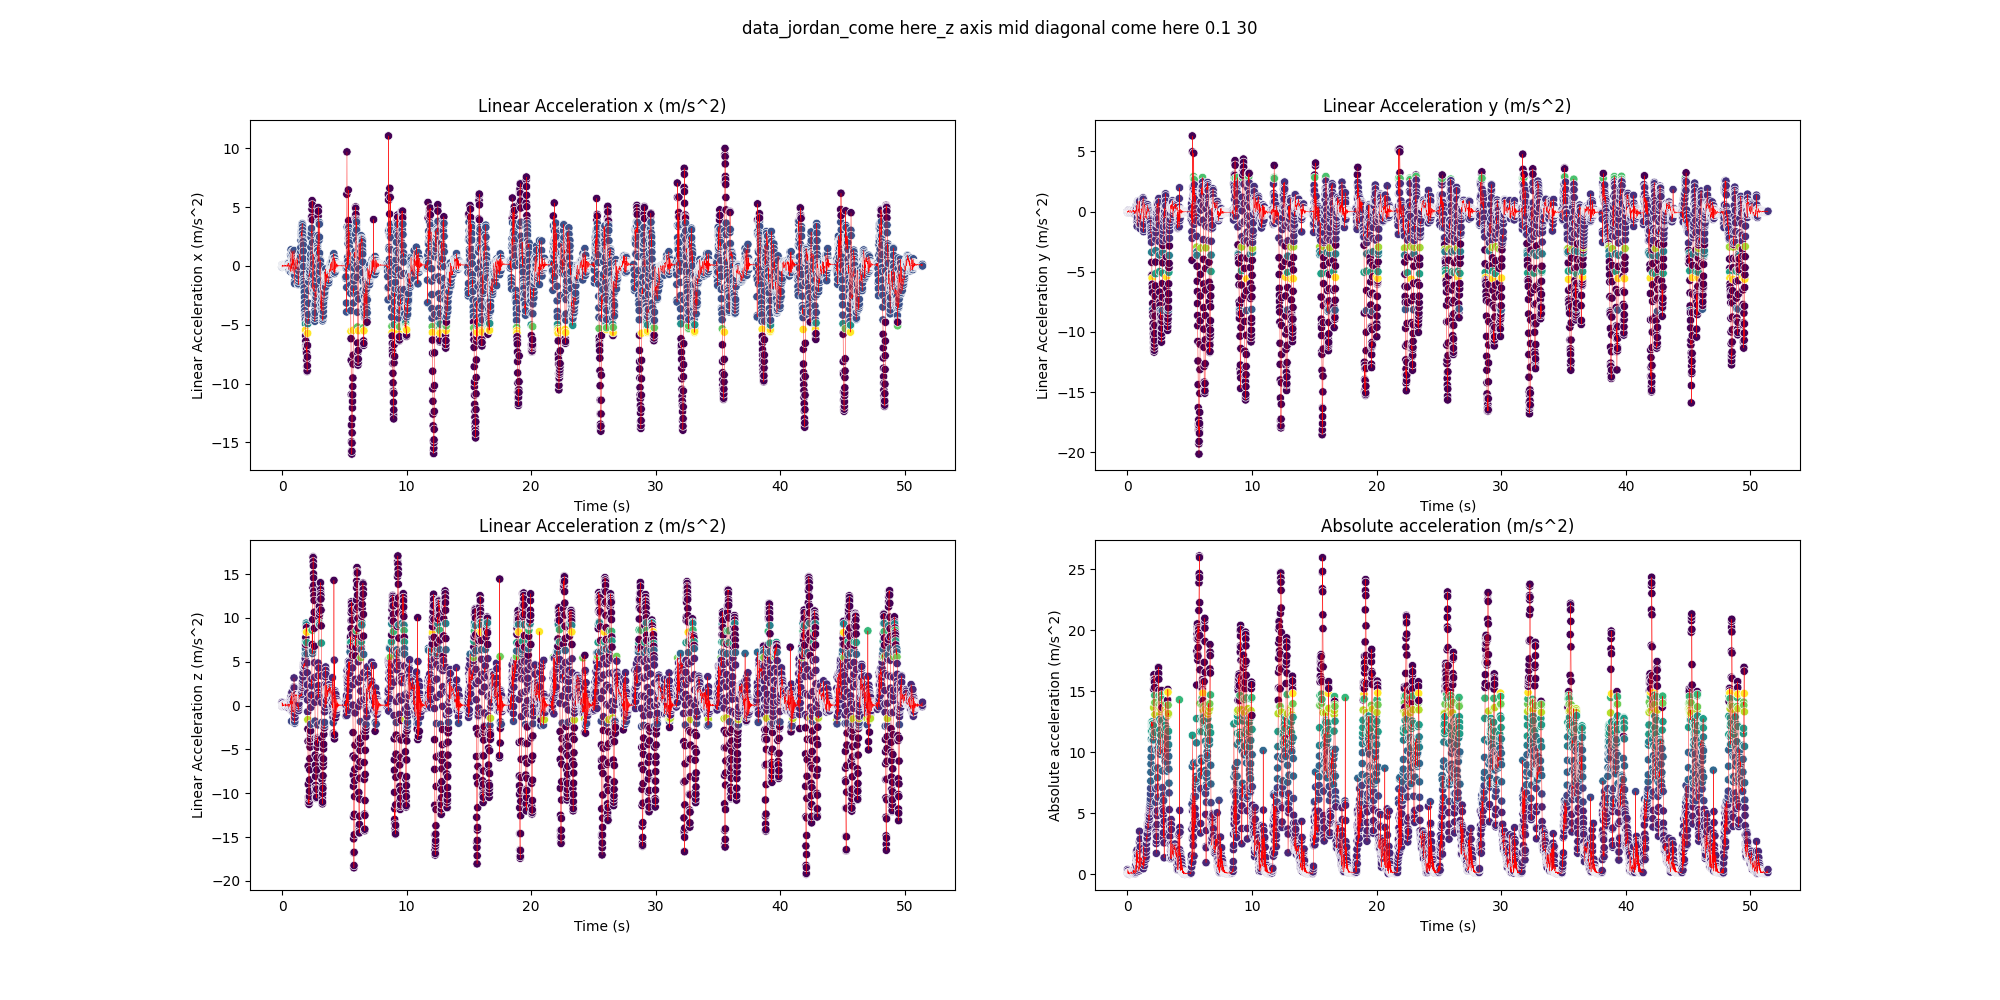 data_jordan_come here_z axis mid diagonal come here 0.1 30
Linear Acceleration x (m/s^2)
Linear Acceleration x (m/s^2)
10
5
0
−5
−10
−15
0 10 20 30 40 50
Time (s)
Linear Acceleration y (m/s^2)
Linear Acceleration y (m/s^2)
5
0
−5
−10
−15
−20
0 10 20 30 40 50
Time (s)
Linear Acceleration z (m/s^2)
Linear Acceleration z (m/s^2)
15
10
5
0
−5
−10
−15
−20
0 10 20 30 40 50
Time (s)
Absolute acceleration (m/s^2)
Absolute acceleration (m/s^2)
25
20
15
10
5
0
0 10 20 30 40 50
Time (s)